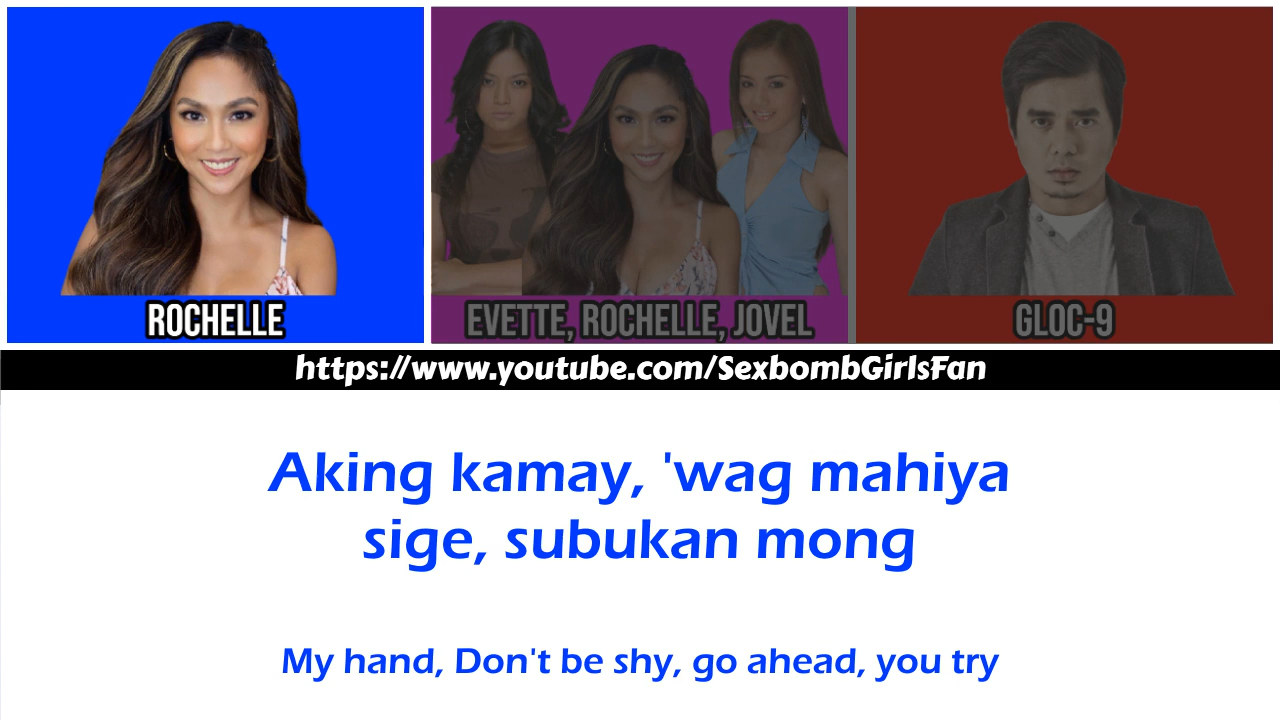 ROCHELLE
EVETTE, ROCHELLE, JOVEL
GLOC-9
https://www.youtube.com/SexbombGirlsFan
Aking kamay, 'wag mahiya
sige, subukan mong
My hand, Don't be shy, go ahead, you try